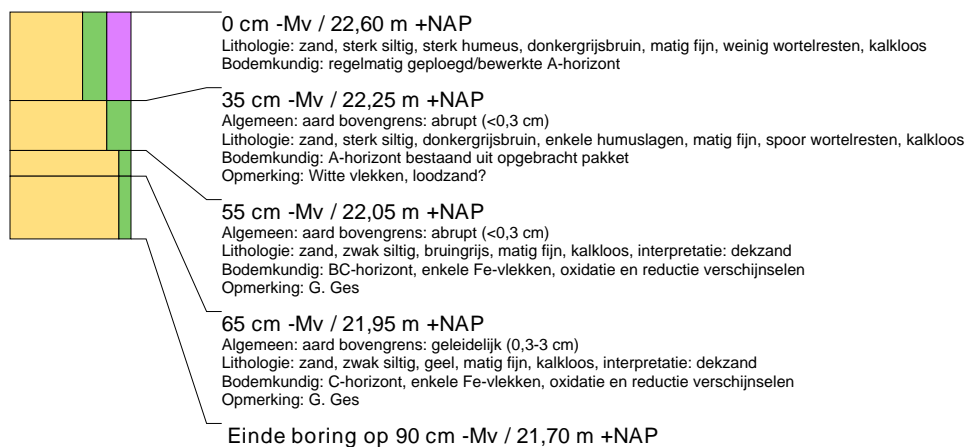 0 cm -Mv / 22,60 m +NAP
Lithologie: zand, sterk siltig, sterk humeus, donkergrijsbruin, matig fijn, weinig wortelresten, kalkloos
Bodemkundig: regelmatig geploegd/bewerkte A-horizont
35 cm -Mv / 22,25 m +NAP
Algemeen: aard bovengrens: abrupt (<0,3 cm)
Lithologie: zand, sterk siltig, donkergrijsbruin, enkele humuslagen, matig fijn, spoor wortelresten, kalkloos
Bodemkundig: A-horizont bestaand uit opgebracht pakket
Opmerking: Witte vlekken, loodzand?
55 cm -Mv / 22,05 m +NAP
Algemeen: aard bovengrens: abrupt (<0,3 cm)
Lithologie: zand, zwak siltig, bruingrijs, matig fijn, kalkloos, interpretatie: dekzand
Bodemkundig: BC-horizont, enkele Fe-vlekken, oxidatie en reductie verschijnselen
Opmerking: G. Ges
65 cm -Mv / 21,95 m +NAP
Algemeen: aard bovengrens: geleidelijk (0,3-3 cm)
Lithologie: zand, zwak siltig, geel, matig fijn, kalkloos, interpretatie: dekzand
Bodemkundig: C-horizont, enkele Fe-vlekken, oxidatie en reductie verschijnselen
Opmerking: G. Ges
Einde boring op 90 cm -Mv / 21,70 m +NAP